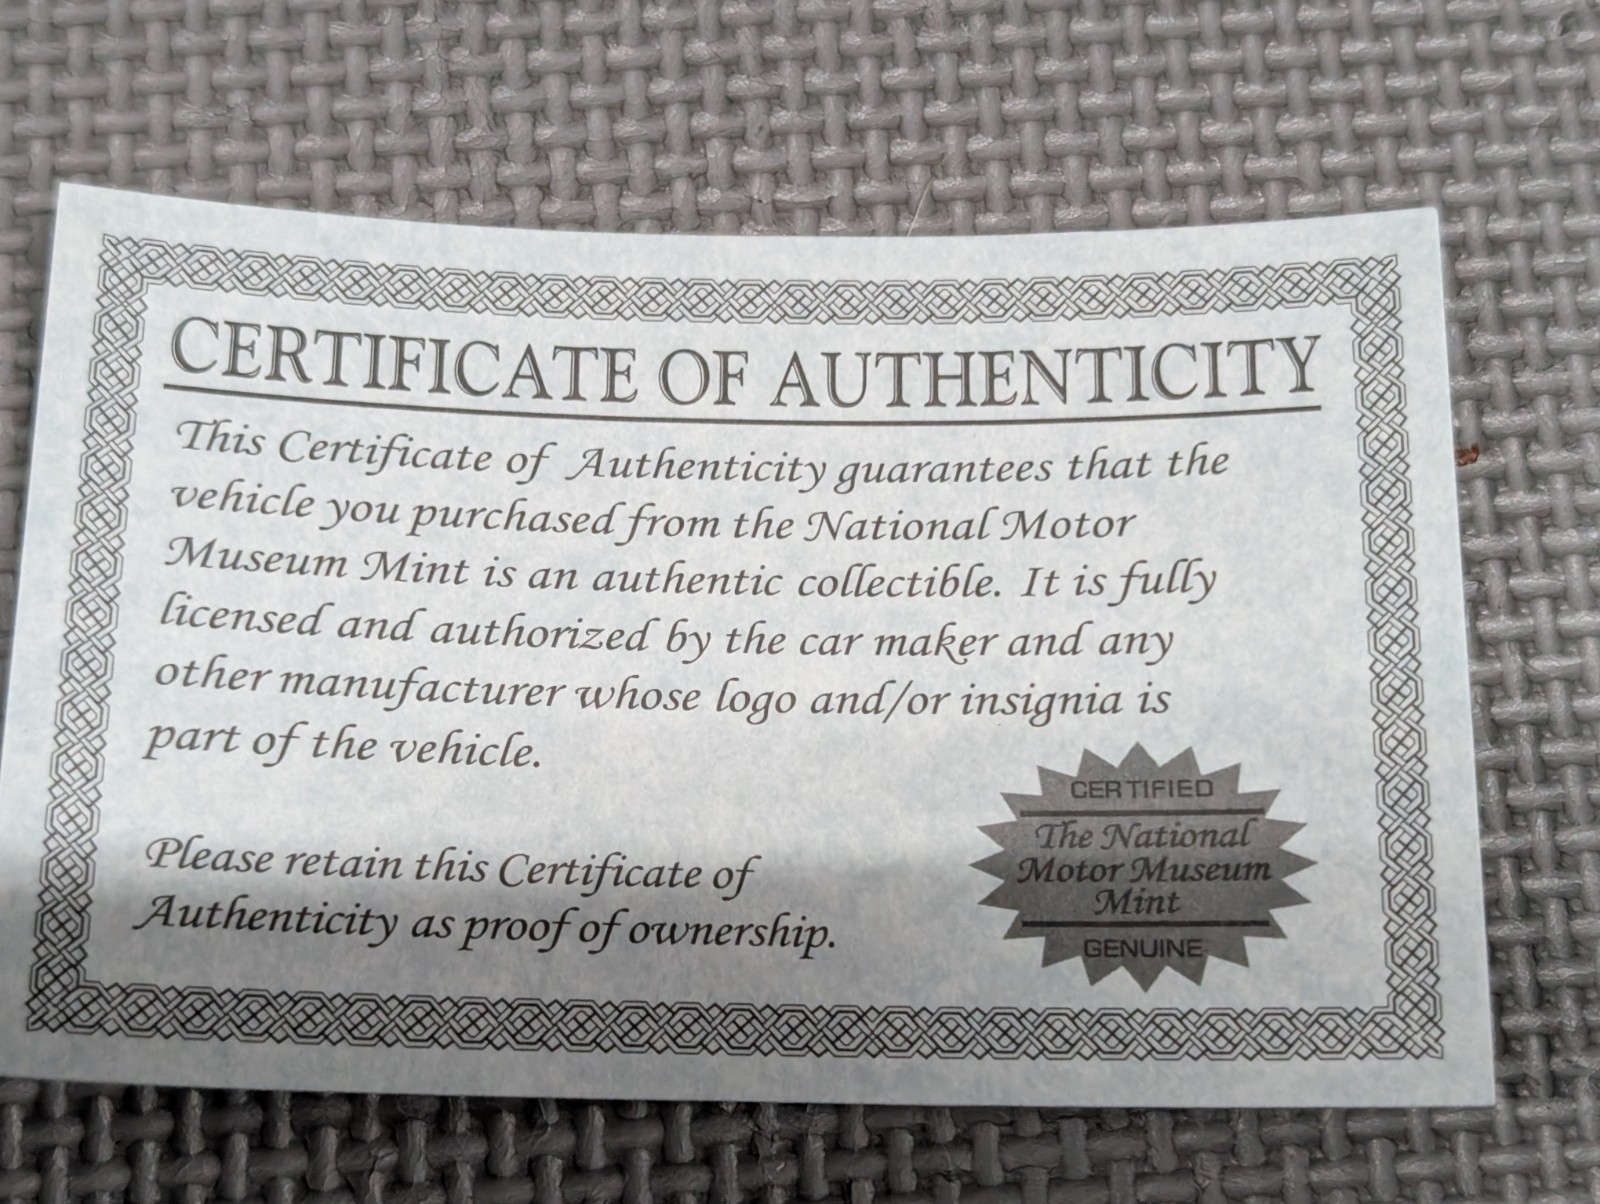 CERTIFICATE OF AUTHENTICITY
This Certificate of Authenticity guarantees that the
vehicle you purchased from the National Motor
Museum Mint is an authentic collectible. It is fully
licensed and authorized by the car maker and any
other manufacturer whose logo and/or insignia is
part of the vehicle.
Please retain this Certificate of
Authenticity as proof of ownership.
CERTIFIED
The National
Motor Museum
Mint
GENUINE